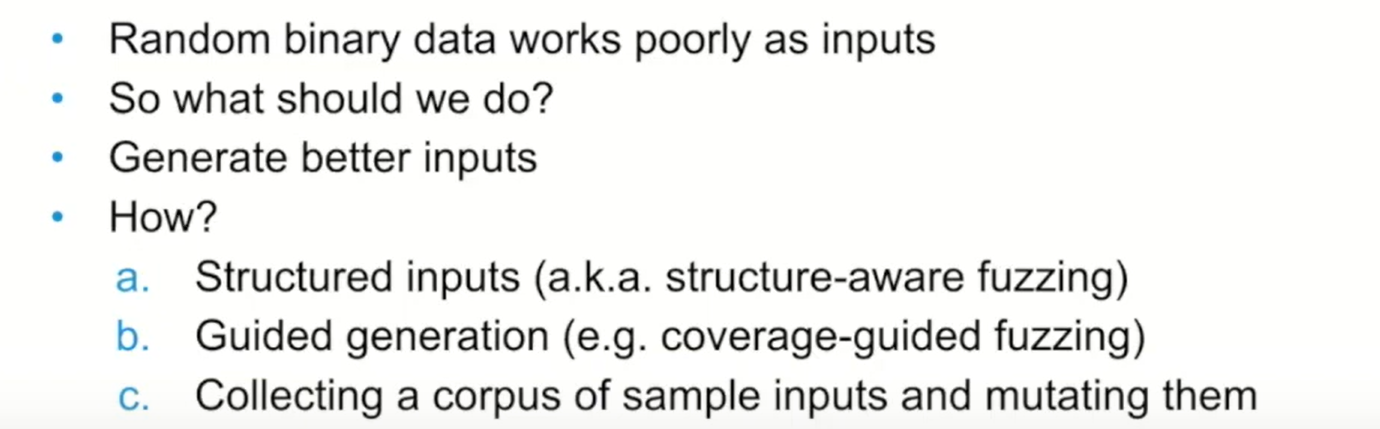 • Random binary data works poorly as inputs
• So what should we do?
• Generate better inputs
• How?
a. Structured inputs (a.k.a. structure-aware fuzzing)
b. Guided generation (e.g. coverage-guided fuzzing)
c. Collecting a corpus of sample inputs and mutating them